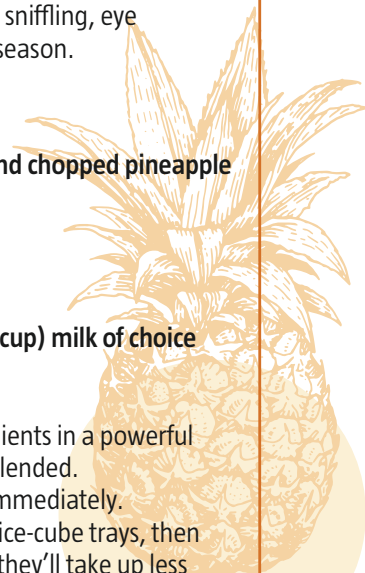 sniffling, eye
season.
nd chopped pineapple
cup) milk of choice
ients in a powerful
lended.
mmediately.
ice-cube trays, then
they'll take up less